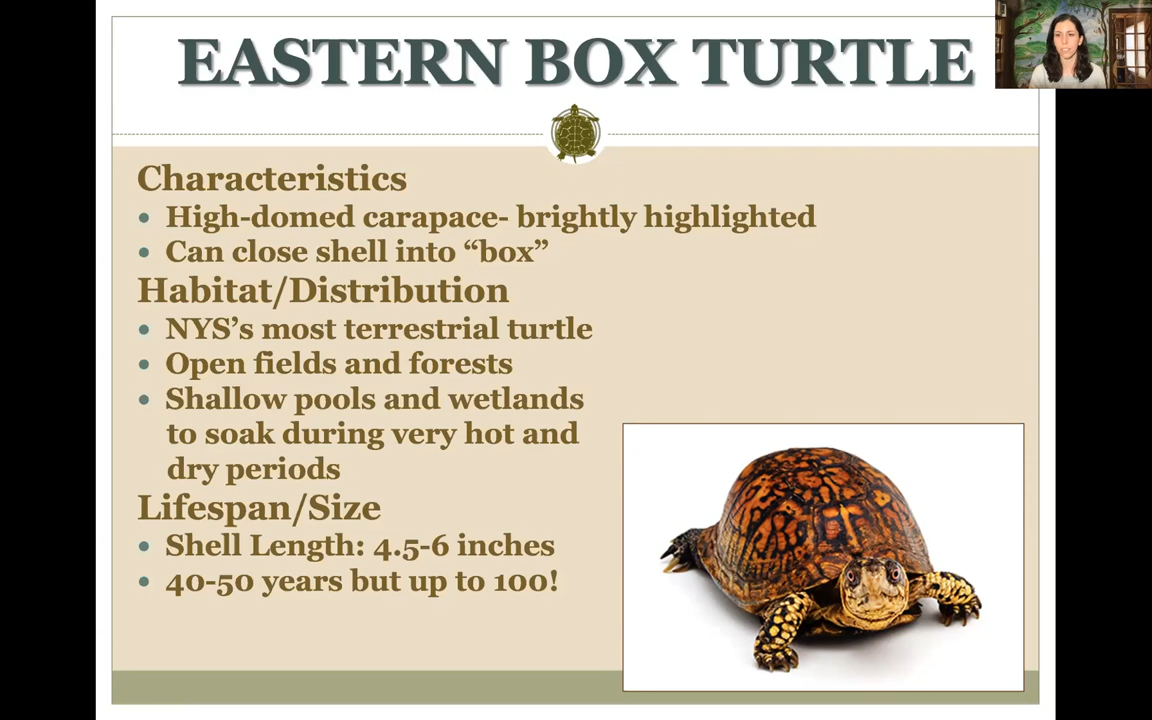 EASTERN BOX TURTLE
Characteristics
• High-domed carapace- brightly highlighted
• Can close shell into “box”
Habitat/Distribution
• NYS’s most terrestrial turtle
• Open fields and forests
• Shallow pools and wetlands
to soak during very hot and
dry periods
Lifespan/Size
• Shell Length: 4.5-6 inches
• 40-50 years but up to 100!